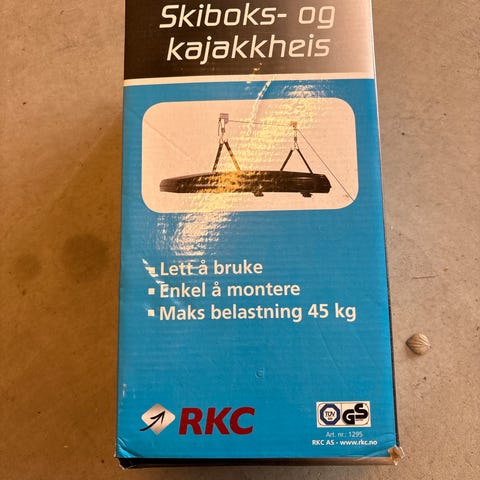 Skiboks- og
kajakkheis
Lett å bruke
Enkel å montere
Maks belastning 45 kg
RKC
TÜV
GS
Art. nr.: 1295
RKC AS - www.rkc.no